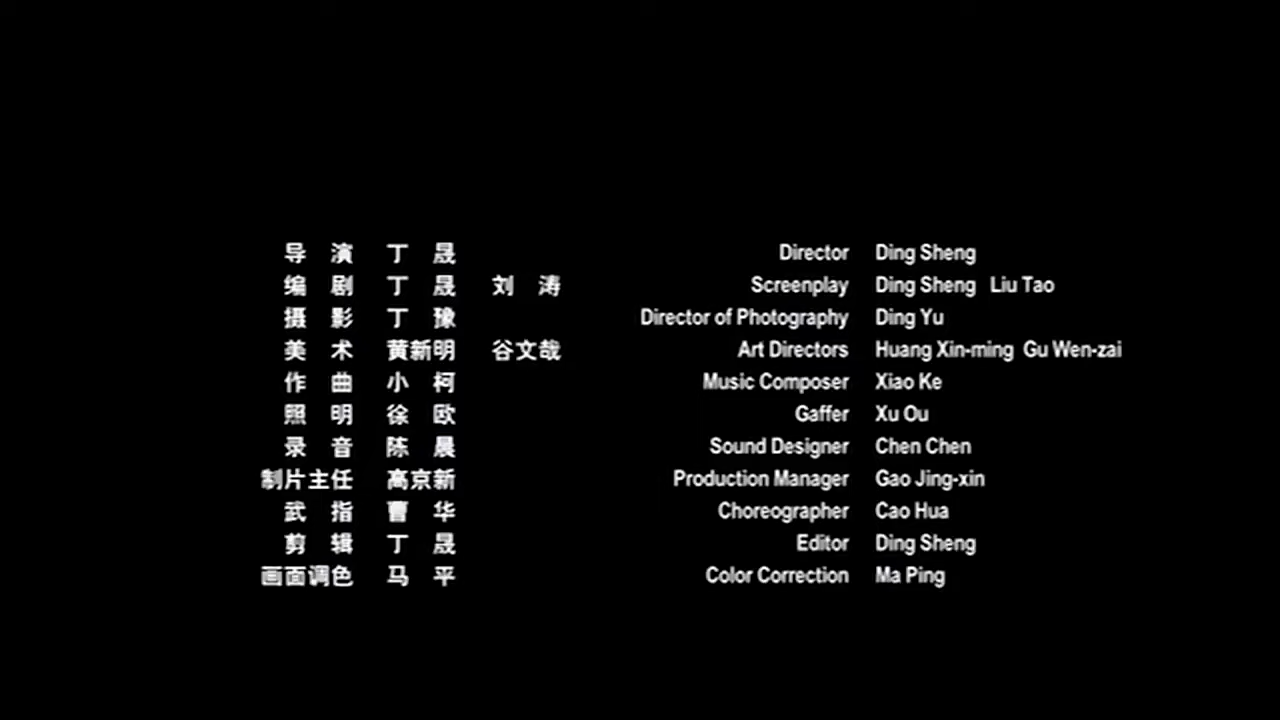 导 演 丁 晟 Director Ding Sheng
编 剧 丁 晟 刘 涛 Screenplay Ding Sheng Liu Tao
摄 影 丁 豫 Director of Photography Ding Yu
美 术 黄新明 谷文哉 Art Directors Huang Xin-ming Gu Wen-zai
作 曲 小 柯 Music Composer Xiao Ke
照 明 徐 欧 Gaffer Xu Ou
录 音 陈 晨 Sound Designer Chen Chen
制片主任 高京新 Production Manager Gao Jing-xin
武 指 曹 华 Choreographer Cao Hua
剪 辑 丁 晟 Editor Ding Sheng
画面调色 马 平 Color Correction Ma Ping